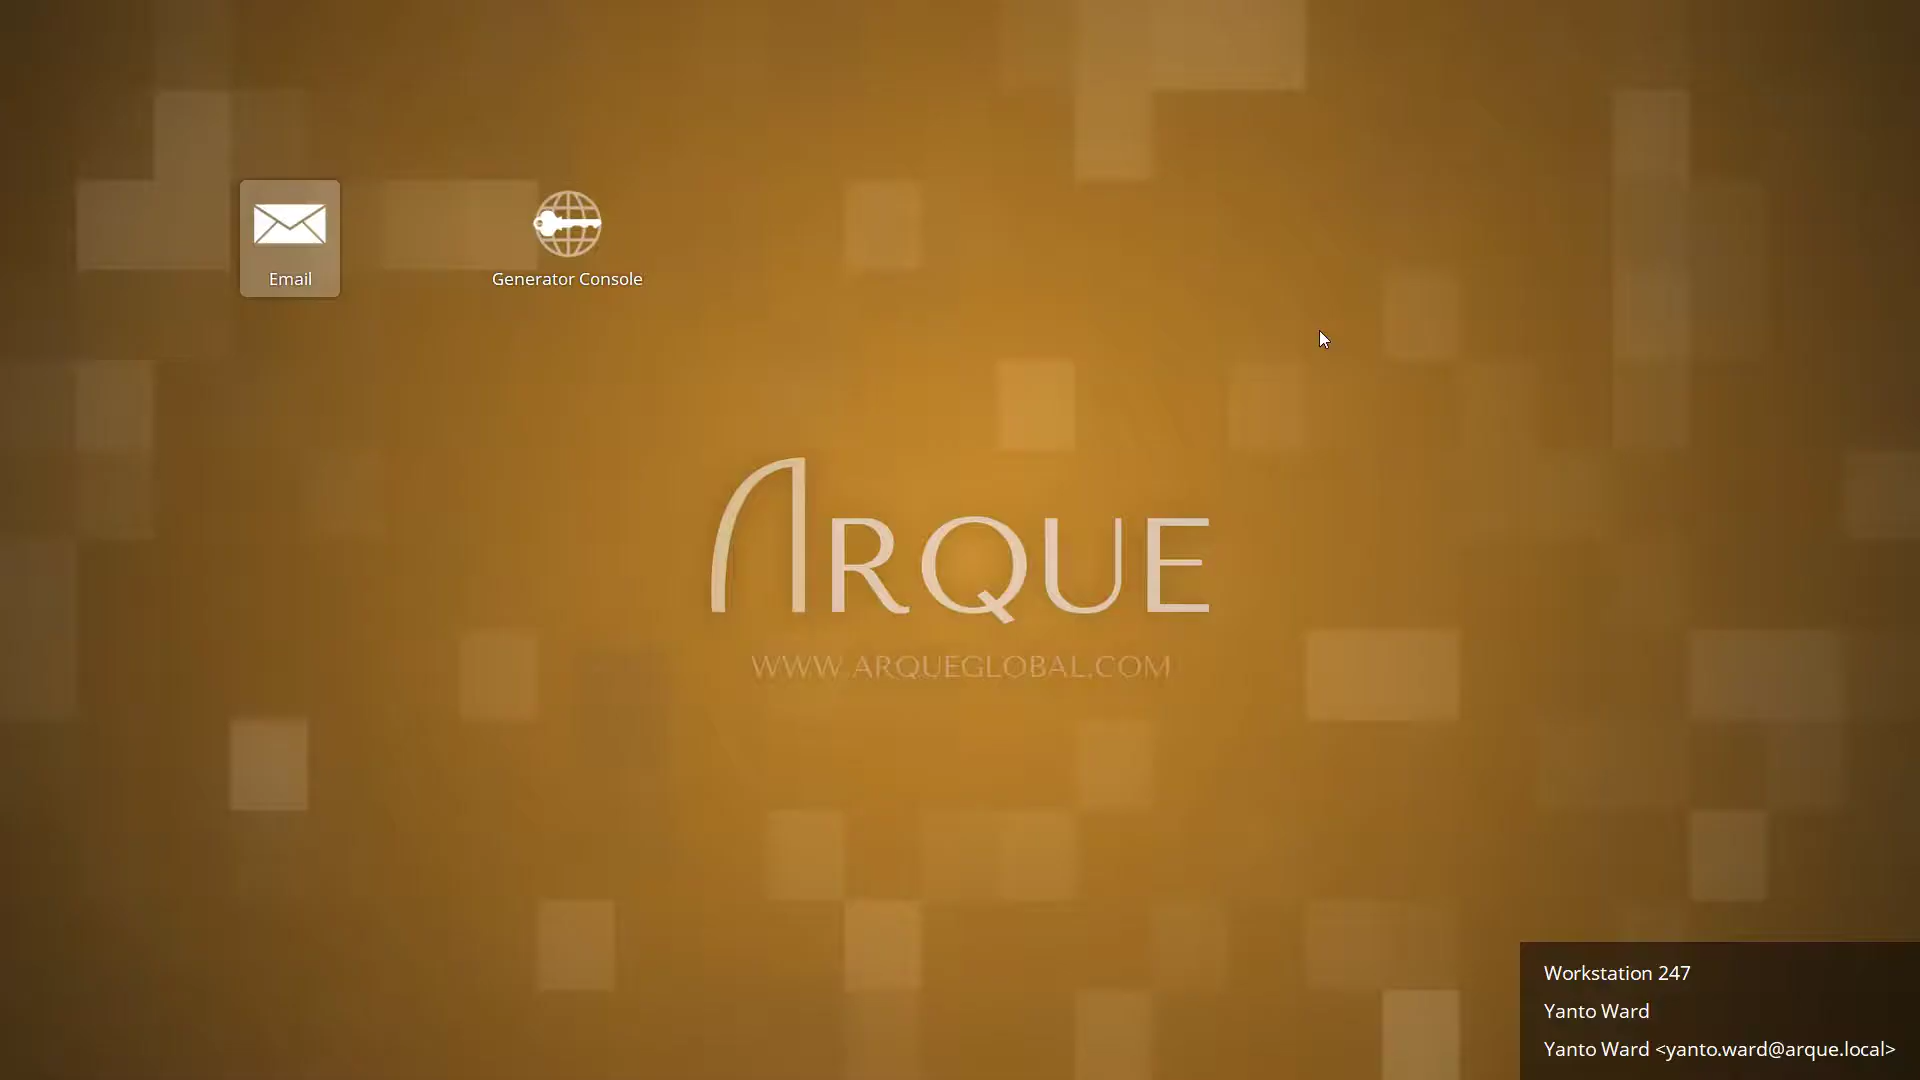 Email
Generator Console
ARQUE
WWW.ARQUEGLOBAL.COM
Workstation 247
Yanto Ward
Yanto Ward <yanto.ward@arque.local>